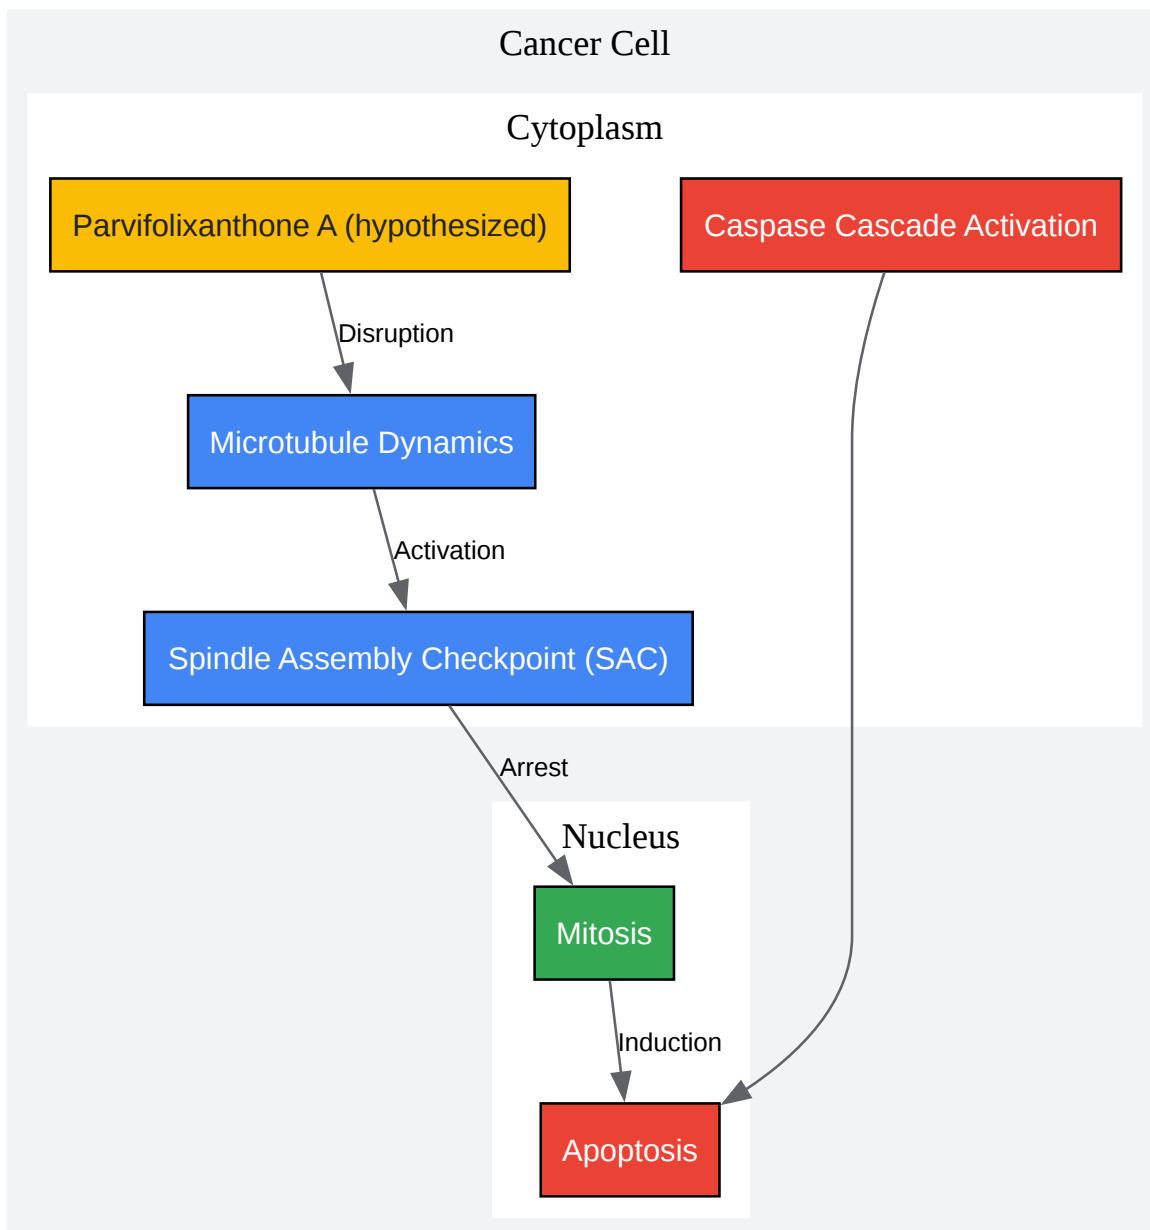 Cancer Cell
Cytoplasm
Parvifolixanthone A (hypothesized)
Caspase Cascade Activation
Disruption
Microtubule Dynamics
Activation
Spindle Assembly Checkpoint (SAC)
Arrest
Nucleus
Mitosis
Induction
Apoptosis